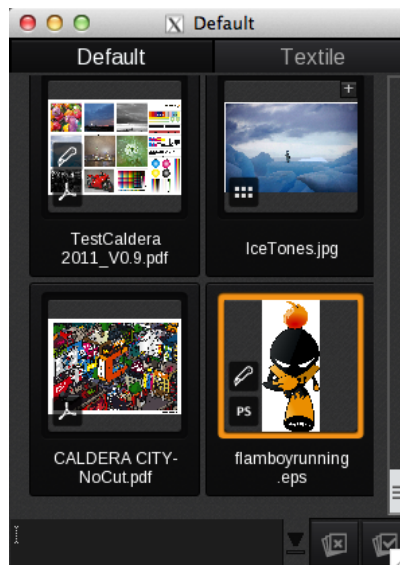 Default
Default
Textile
TestCaldera
2011_V0.9.pdf
IceTones.jpg
CALDERA CITY-
NoCut.pdf
PS
flamboyrunning
.eps